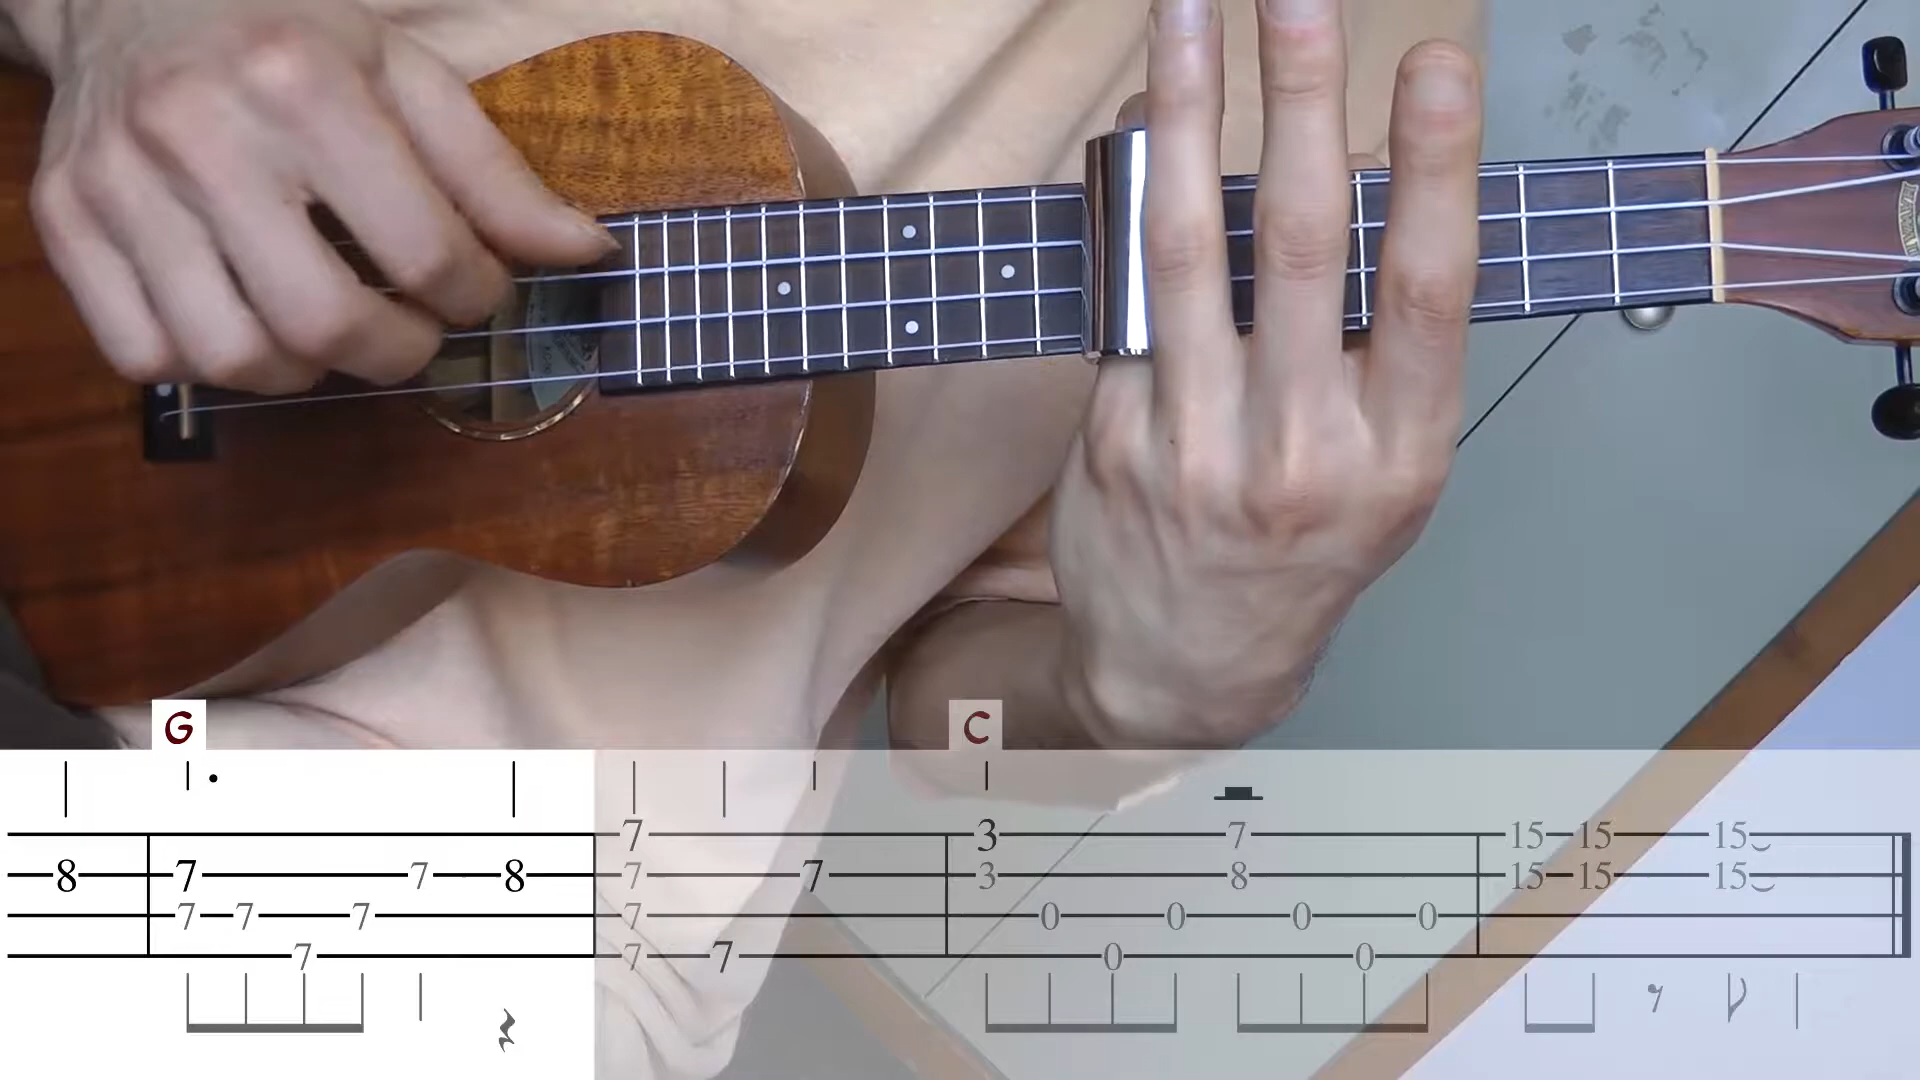 G C
7 3 7 15 15 15
8 7 7 8 7 7 3 8 15 15 15
7 7 7 7 0 0 0 0
7 7 7 0 0